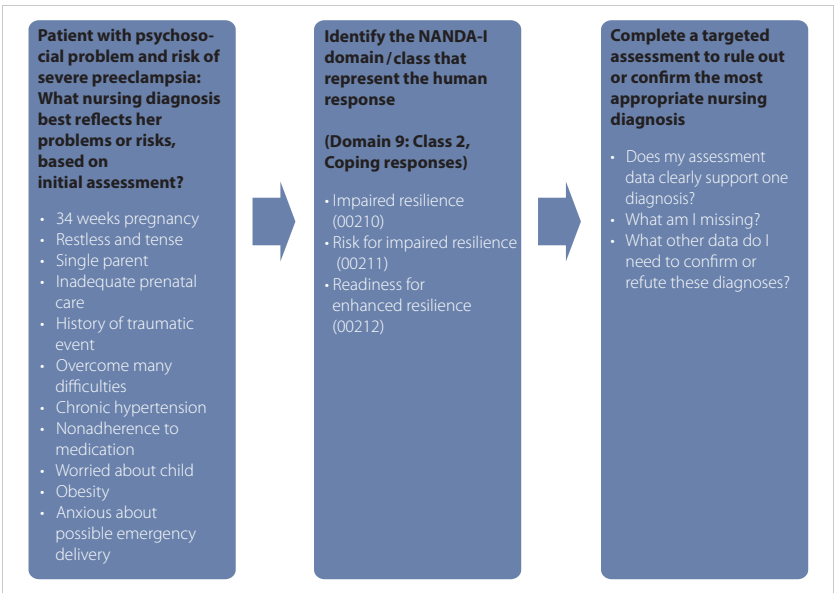 Patient with psychoso-
cial problem and risk of
severe preeclampsia:
What nursing diagnosis
best reflects her
problems or risks,
based on
initial assessment?
• 34 weeks pregnancy
• Restless and tense
• Single parent
• Inadequate prenatal
care
• History of traumatic
event
• Overcome many
difficulties
• Chronic hypertension
• Nonadherence to
medication
• Worried about child
• Obesity
• Anxious about
possible emergency
delivery
Identify the NANDA-I
domain/class that
represent the human
response
(Domain 9: Class 2,
Coping responses)
• Impaired resilience
(00210)
• Risk for impaired resilience
(00211)
• Readiness for
enhanced resilience
(00212)
Complete a targeted
assessment to rule out
or confirm the most
appropriate nursing
diagnosis
• Does my assessment
data clearly support one
diagnosis?
• What am I missing?
• What other data do I
need to confirm or
refute these diagnoses?